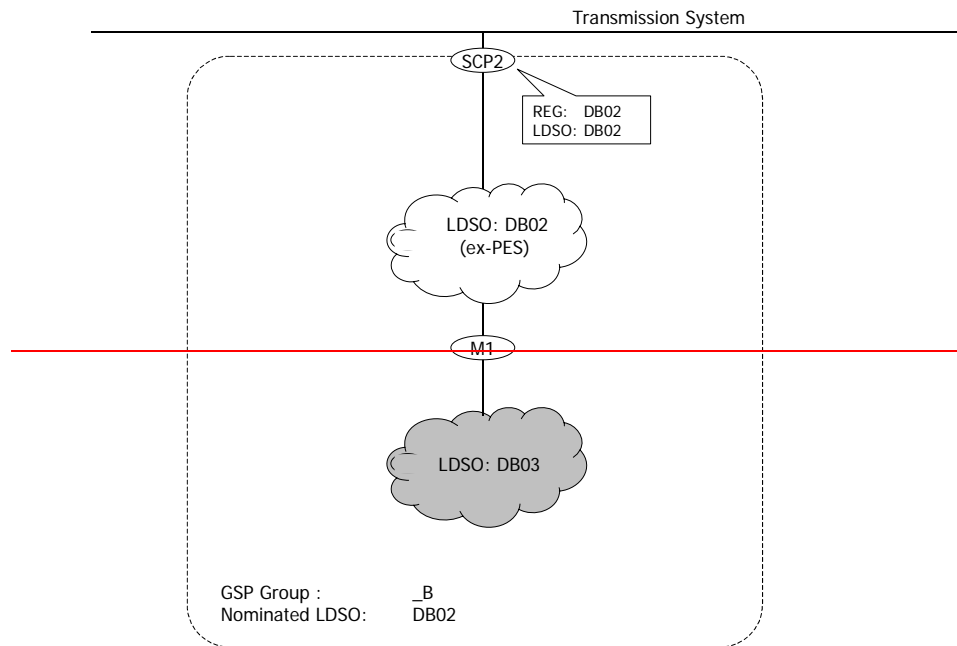 Transmission System
SCP2
REG: DB02
LDSO: DB02
LDSO: DB02
(ex-PES)
M1
LDSO: DB03
GSP Group : _B
Nominated LDSO: DB02